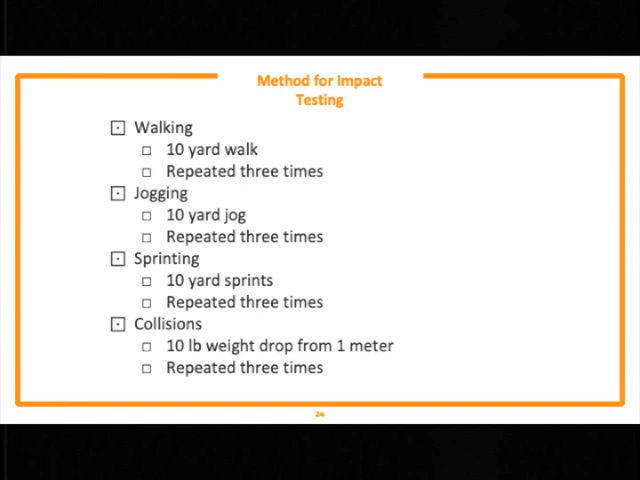 Method for Impact
Testing
Walking
10 yard walk
Repeated three times
Jogging
10 yard jog
Repeated three times
Sprinting
10 yard sprints
Repeated three times
Collisions
10 lb weight drop from 1 meter
Repeated three times
24